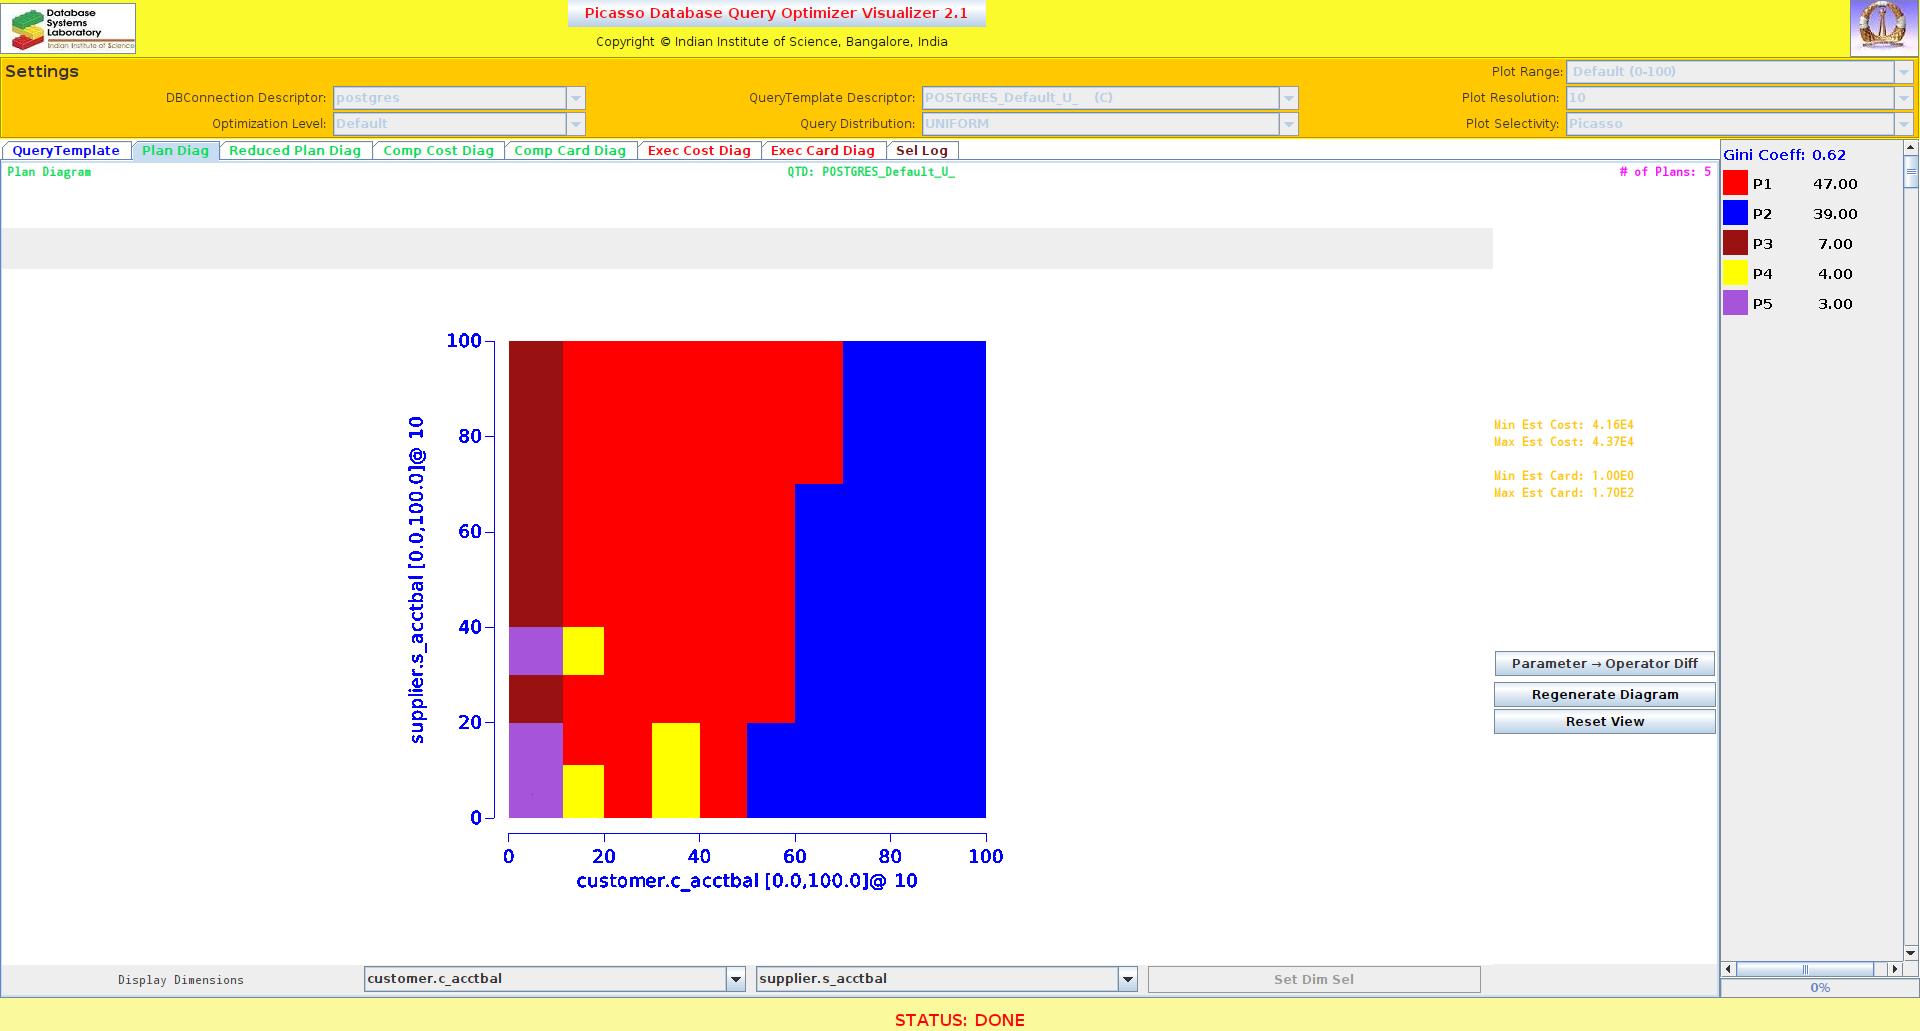 Database
Systems
Laboratory
Indian Institute of Science
Picasso Database Query Optimizer Visualizer 2.1
Copyright © Indian Institute of Science, Bangalore, India
Settings
Plot Range: Default (0-100)
DBConnection Descriptor: postgres
QueryTemplate Descriptor: POSTGRES_Default_U_ (C)
Plot Resolution: 10
Optimization Level: Default
Query Distribution: UNIFORM
Plot Selectivity: Picasso
QueryTemplate Plan Diag Reduced Plan Diag Comp Cost Diag Comp Card Diag Exec Cost Diag Exec Card Diag Sel Log
Plan Diagram
QTD: POSTGRES_Default_U_
# of Plans: 5
Gini Coeff: 0.62
P1 47.00
P2 39.00
P3 7.00
P4 4.00
P5 3.00
100
80
60
40
20
0
supplier.s_acctbal [0.0,100.0]@ 10
0 20 40 60 80 100
customer.c_acctbal [0.0,100.0]@ 10
Min Est Cost: 4.16E4
Max Est Cost: 4.37E4
Min Est Card: 1.00E0
Max Est Card: 1.70E2
Parameter → Operator Diff
Regenerate Diagram
Reset View
Display Dimensions
customer.c_acctbal
supplier.s_acctbal
Set Dim Sel
0%
STATUS: DONE